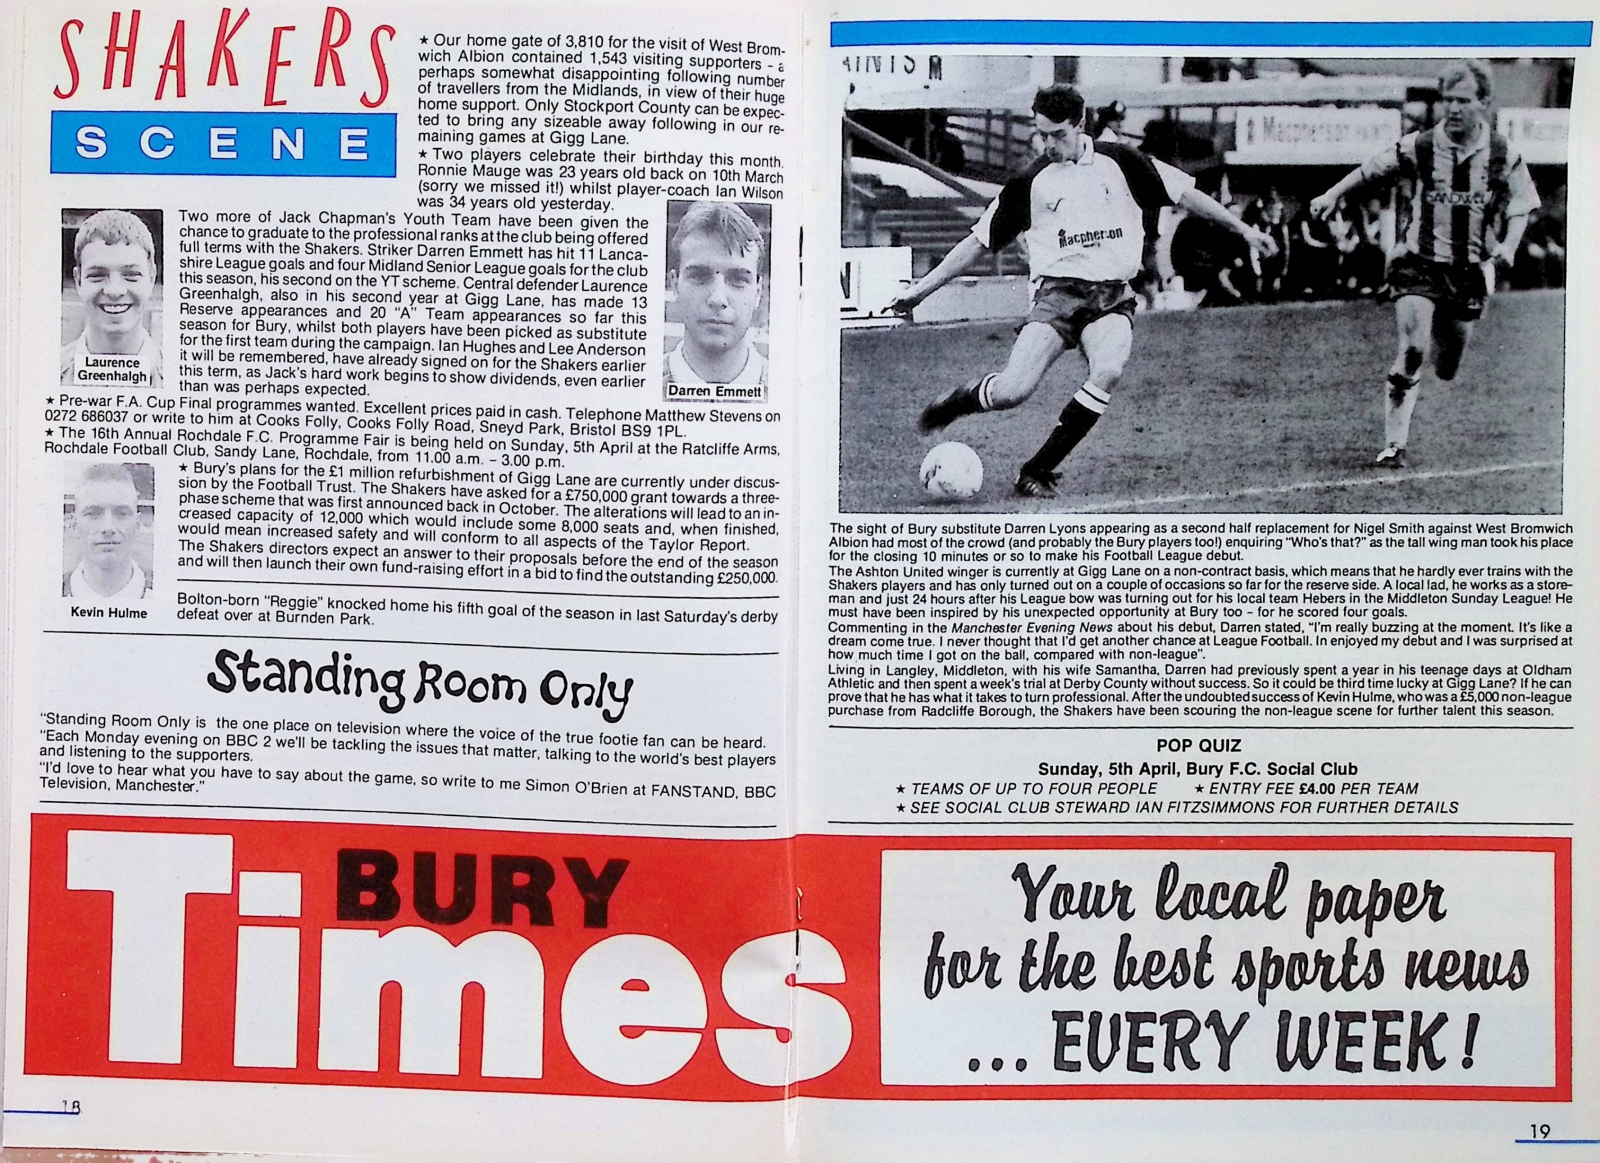 SHAKERS
SCENE
★ Our home gate of 3,810 for the visit of West Brom-
wich Albion contained 1,543 visiting supporters – a
perhaps somewhat disappointing following number
of travellers from the Midlands, in view of their huge
home support. Only Stockport County can be expec-
ted to bring any sizeable away following in our re-
maining games at Gigg Lane.
★ Two players celebrate their birthday this month.
Ronnie Mauge was 23 years old back on 10th March
(sorry we missed it!) whilst player-coach Ian Wilson
was 34 years old yesterday.
Two more of Jack Chapman's Youth Team have been given the
chance to graduate to the professional ranks at the club being offered
full terms with the Shakers. Striker Darren Emmett has hit 11 Lanca-
shire League goals and four Midland Senior League goals for the club
this season, his second on the YT scheme. Central defender Laurence
Greenhalgh, also in his second year at Gigg Lane, has made 13
Reserve appearances and 20 "A" Team appearances so far this
season for Bury, whilst both players have been picked as substitute
for the first team during the campaign. Ian Hughes and Lee Anderson
it will be remembered, have already signed on for the Shakers earlier
this term, as Jack's hard work begins to show dividends, even earlier
than was perhaps expected.
Laurence
Greenhalgh
Darren Emmett
★ Pre-war F.A. Cup Final programmes wanted. Excellent prices paid in cash. Telephone Matthew Stevens on
0272 686037 or write to him at Cooks Folly, Cooks Folly Road, Sneyd Park, Bristol BS9 1PL.
★ The 16th Annual Rochdale F.C. Programme Fair is being held on Sunday, 5th April at the Ratcliffe Arms,
Rochdale Football Club, Sandy Lane, Rochdale, from 11.00 a.m. – 3.00 p.m.
★ Bury's plans for the £1 million refurbishment of Gigg Lane are currently under discus-
sion by the Football Trust. The Shakers have asked for a £750,000 grant towards a three-
phase scheme that was first announced back in October. The alterations will lead to an in-
creased capacity of 12,000 which would include some 8,000 seats and, when finished,
would mean increased safety and will conform to all aspects of the Taylor Report.
The Shakers directors expect an answer to their proposals before the end of the season
and will then launch their own fund-raising effort in a bid to find the outstanding £250,000.
Kevin Hulme
Bolton-born "Reggie" knocked home his fifth goal of the season in last Saturday's derby
defeat over at Burnden Park.
Standing Room Only
"Standing Room Only is the one place on television where the voice of the true footie fan can be heard.
"Each Monday evening on BBC 2 we'll be tackling the issues that matter, talking to the world's best players
and listening to the supporters.
"I'd love to hear what you have to say about the game, so write to me Simon O'Brien at FANSTAND, BBC
Television, Manchester."
BURY
Times
18
AINTS
Macpherson PAINTS
Macpherson
SANDWELL
N
The sight of Bury substitute Darren Lyons appearing as a second half replacement for Nigel Smith against West Bromwich
Albion had most of the crowd (and probably the Bury players too!) enquiring "Who's that?" as the tall wing man took his place
for the closing 10 minutes or so to make his Football League debut.
The Ashton United winger is currently at Gigg Lane on a non-contract basis, which means that he hardly ever trains with the
Shakers players and has only turned out on a couple of occasions so far for the reserve side. A local lad, he works as a store-
man and just 24 hours after his League bow was turning out for his local team Hebers in the Middleton Sunday League! He
must have been inspired by his unexpected opportunity at Bury too – for he scored four goals.
Commenting in the Manchester Evening News about his debut, Darren stated, "I'm really buzzing at the moment. It's like a
dream come true. I never thought that I'd get another chance at League Football. In enjoyed my debut and I was surprised at
how much time I got on the ball, compared with non-league".
Living in Langley, Middleton, with his wife Samantha, Darren had previously spent a year in his teenage days at Oldham
Athletic and then spent a week's trial at Derby County without success. So it could be third time lucky at Gigg Lane? If he can
prove that he has what it takes to turn professional. After the undoubted success of Kevin Hulme, who was a £5,000 non-league
purchase from Radcliffe Borough, the Shakers have been scouring the non-league scene for further talent this season.
POP QUIZ
Sunday, 5th April, Bury F.C. Social Club
★ TEAMS OF UP TO FOUR PEOPLE ★ ENTRY FEE £4.00 PER TEAM
★ SEE SOCIAL CLUB STEWARD IAN FITZSIMMONS FOR FURTHER DETAILS
Your local paper
for the best sports news
... EVERY WEEK!
19